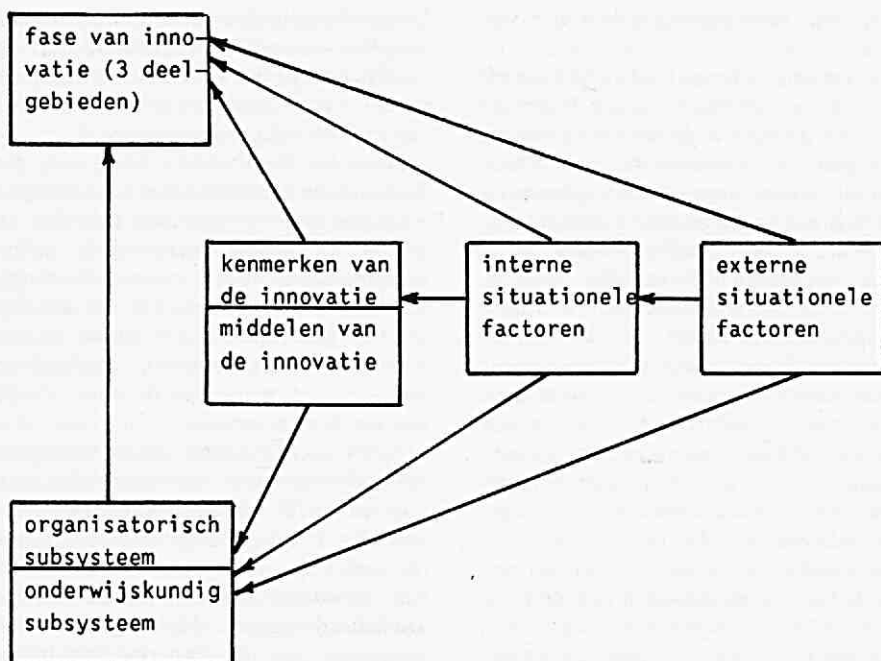 fase van inno-
vatie (3 deel-
gebieden)
kenmerken van
de innovatie
middelen van
de innovatie
interne
situationele
factoren
externe
situationele
factoren
organisatorisch
subsysteem
onderwijskundig
subsysteem